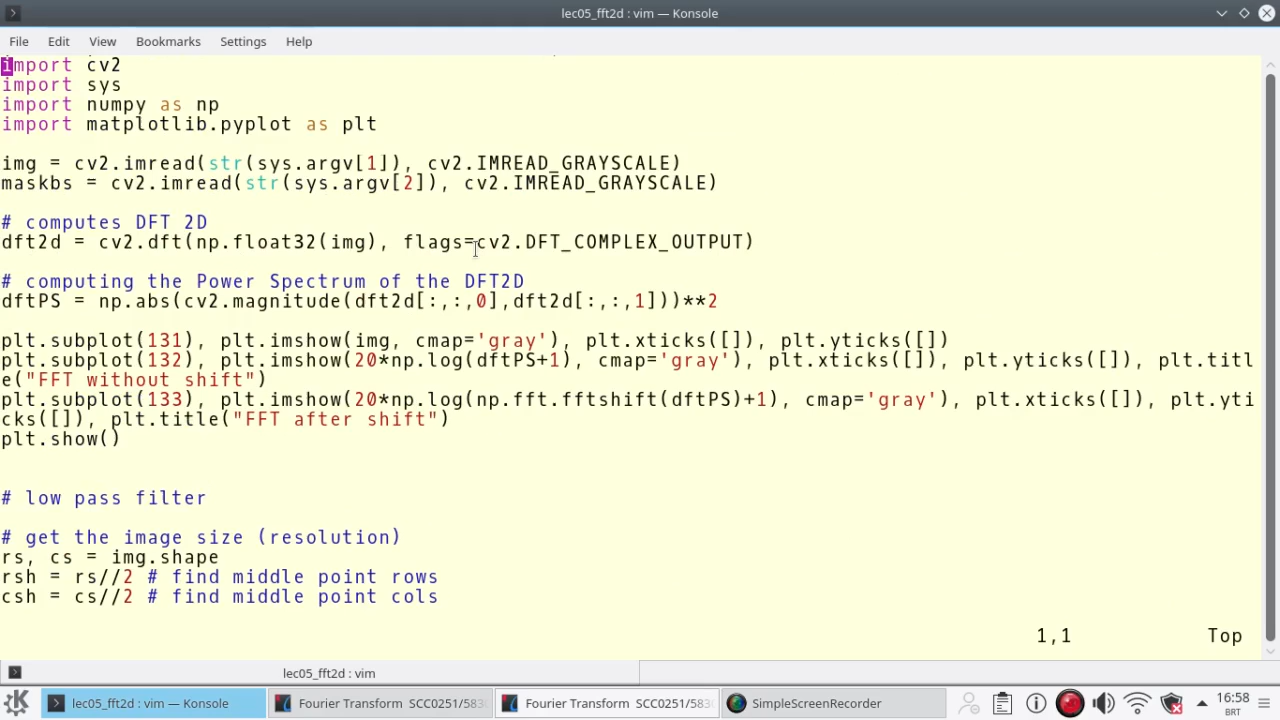 lec05_fft2d : vim — Konsole
File Edit View Bookmarks Settings Help
import cv2
import sys
import numpy as np
import matplotlib.pyplot as plt
img = cv2.imread(str(sys.argv[1]), cv2.IMREAD_GRAYSCALE)
maskbs = cv2.imread(str(sys.argv[2]), cv2.IMREAD_GRAYSCALE)
# computes DFT 2D
dft2d = cv2.dft(np.float32(img), flags=cv2.DFT_COMPLEX_OUTPUT)
# computing the Power Spectrum of the DFT2D
dftPS = np.abs(cv2.magnitude(dft2d[:,:,0],dft2d[:,:,1]))**2
plt.subplot(131), plt.imshow(img, cmap='gray'), plt.xticks([]), plt.yticks([])
plt.subplot(132), plt.imshow(20*np.log(dftPS+1), cmap='gray'), plt.xticks([]), plt.yticks([]), plt.titl
e("FFT without shift")
plt.subplot(133), plt.imshow(20*np.log(np.fft.fftshift(dftPS)+1), cmap='gray'), plt.xticks([]), plt.yti
cks([]), plt.title("FFT after shift")
plt.show()
# low pass filter
# get the image size (resolution)
rs, cs = img.shape
rsh = rs//2 # find middle point rows
csh = cs//2 # find middle point cols
1,1 Top
lec05_fft2d : vim
lec05_fft2d : vim — Konsole Fourier Transform SCC0251/583 Fourier Transform SCC0251/583 SimpleScreenRecorder 16:58
BRT